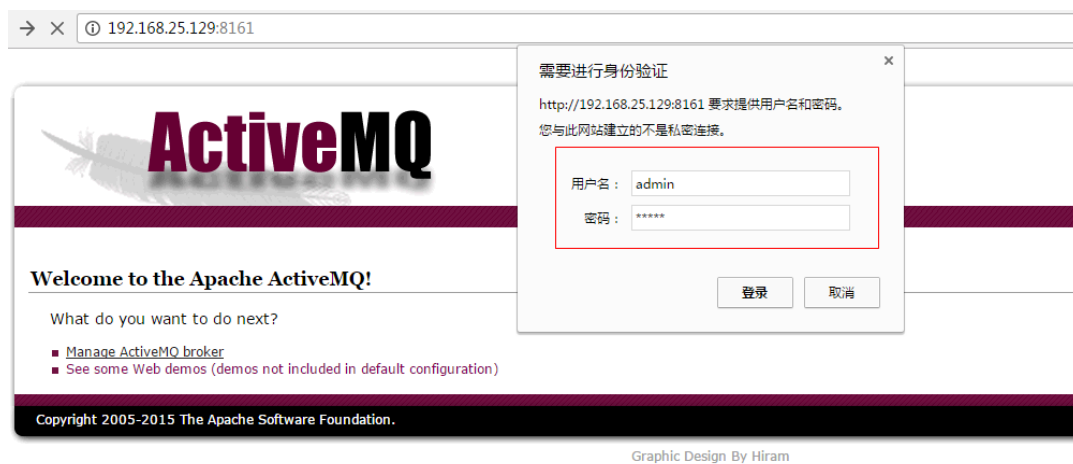 192.168.25.129:8161
需要进行身份验证
http://192.168.25.129:8161 要求提供用户名和密码。
您与此网站建立的不是私密连接。
用户名： admin
密码： *****
登录 取消
ActiveMQ
Welcome to the Apache ActiveMQ!
What do you want to do next?
Manage ActiveMQ broker
See some Web demos (demos not included in default configuration)
Copyright 2005-2015 The Apache Software Foundation.
Graphic Design By Hiram